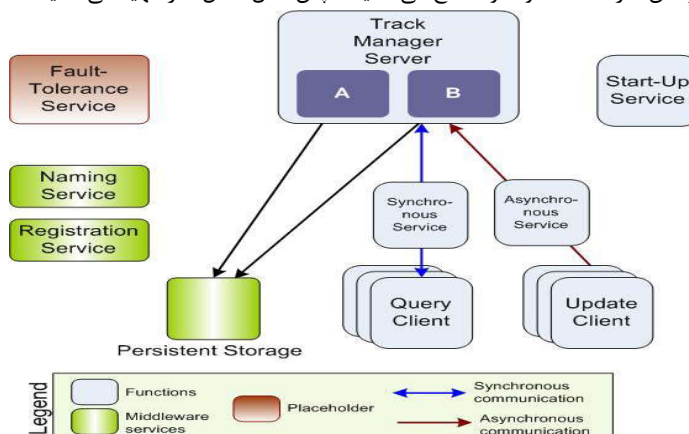 Track
Manager
Server
A
B
Fault-
Tolerance
Service
Start-Up
Service
Naming
Service
Registration
Service
Synchro-
nous
Service
Asynchro-
nous
Service
Query
Client
Update
Client
Persistent Storage
Legend
Functions
Middleware
services
Placeholder
Synchronous
communication
Asynchronous
communication